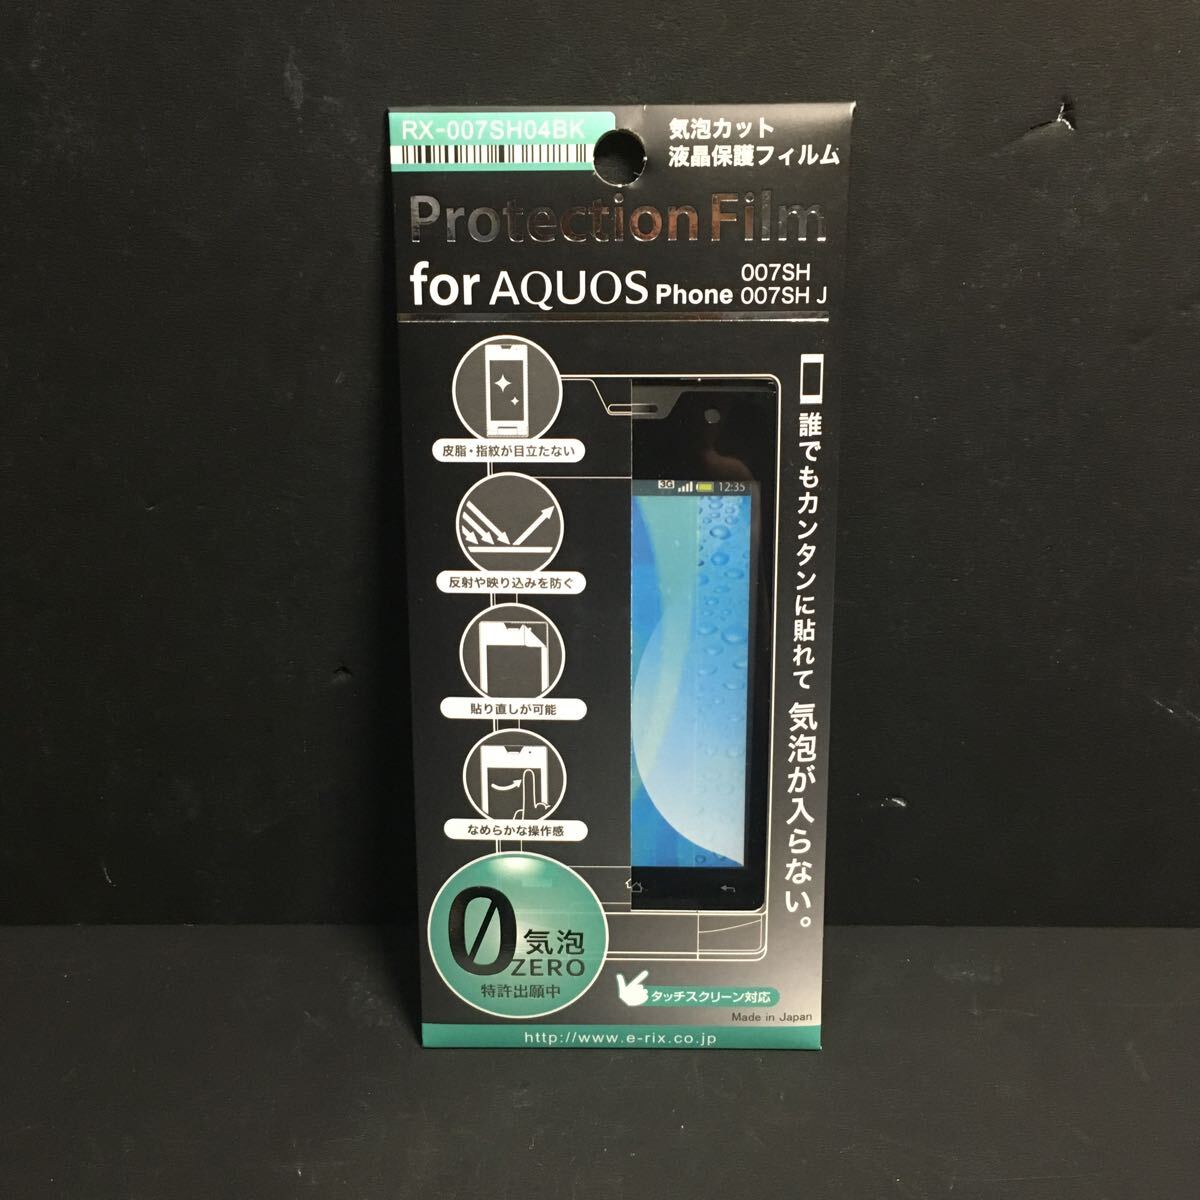 RX-007SH04BK
気泡カット
液晶保護フィルム
Protection Film
for AQUOS Phone 007SH
007SH J
皮脂・指紋が目立たない
反射や映り込みを防ぐ
貼り直しが可能
なめらかな操作感
3G 12:35
誰でもカンタンに貼れて 気泡が入らない。
0 気泡
ZERO
特許出願中
タッチスクリーン対応
Made in Japan
http://www.e-rix.co.jp